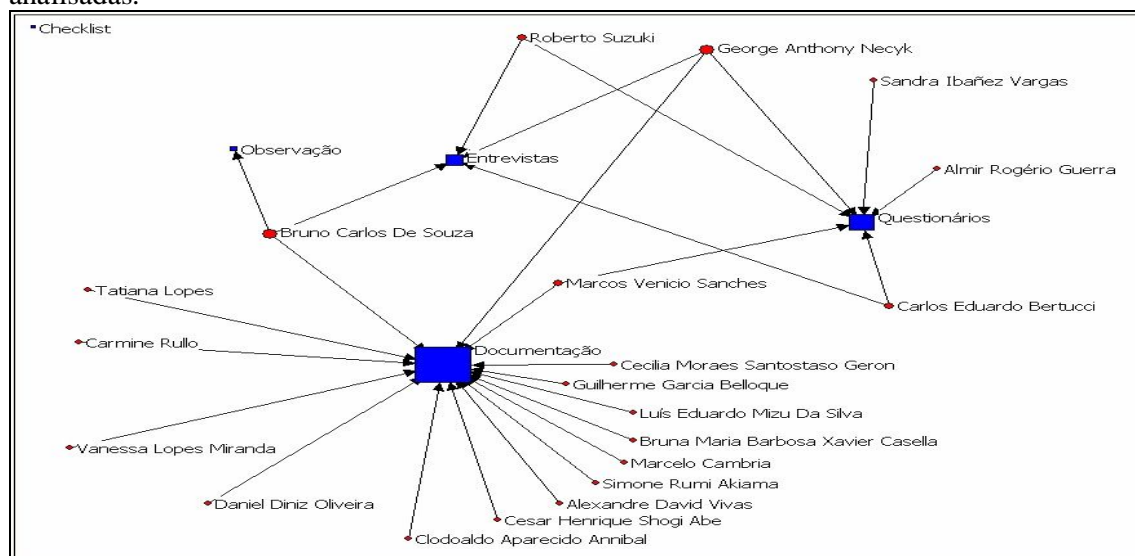 analisadas.
Checklist
Roberto Suzuki
George Anthony Necyk
Sandra Ibañez Vargas
Observação
Entrevistas
Almir Rogério Guerra
Questionários
Bruno Carlos De Souza
Marcos Venicio Sanches
Tatiana Lopes
Carlos Eduardo Bertucci
Carmine Rullo
Documentação
Cecilia Moraes Santostaso Geron
Guilherme Garcia Belloque
Luís Eduardo Mizu Da Silva
Bruna Maria Barbosa Xavier Casella
Vanessa Lopes Miranda
Marcelo Cambria
Simone Rumi Akiama
Daniel Diniz Oliveira
Alexandre David Vivas
Cesar Henrique Shogi Abe
Clodoaldo Aparecido Annibal